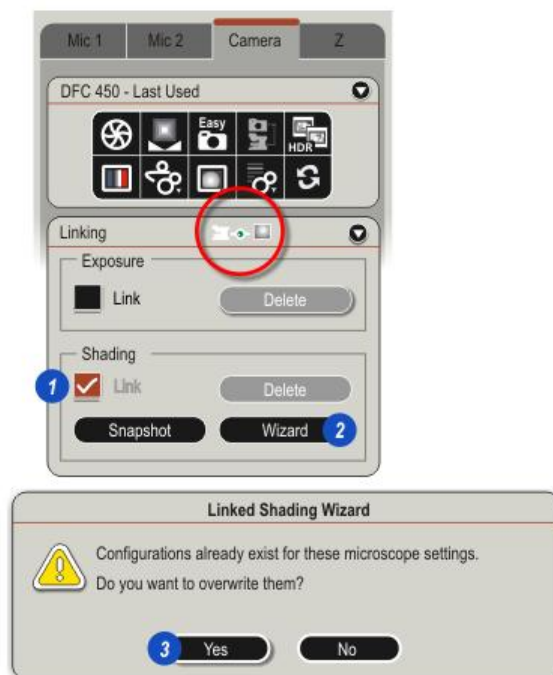 Mic 1 Mic 2 Camera Z
DFC 450 - Last Used
Easy
HDR
Linking
Exposure
Link Delete
Shading
1 Link Delete
Snapshot Wizard 2
Linked Shading Wizard
Configurations already exist for these microscope settings.
Do you want to overwrite them?
3 Yes No